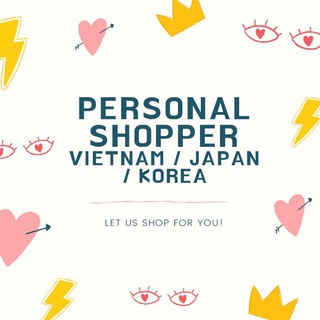 PERSONAL
SHOPPER
VIETNAM / JAPAN
/ KOREA
LET US SHOP FOR YOU!